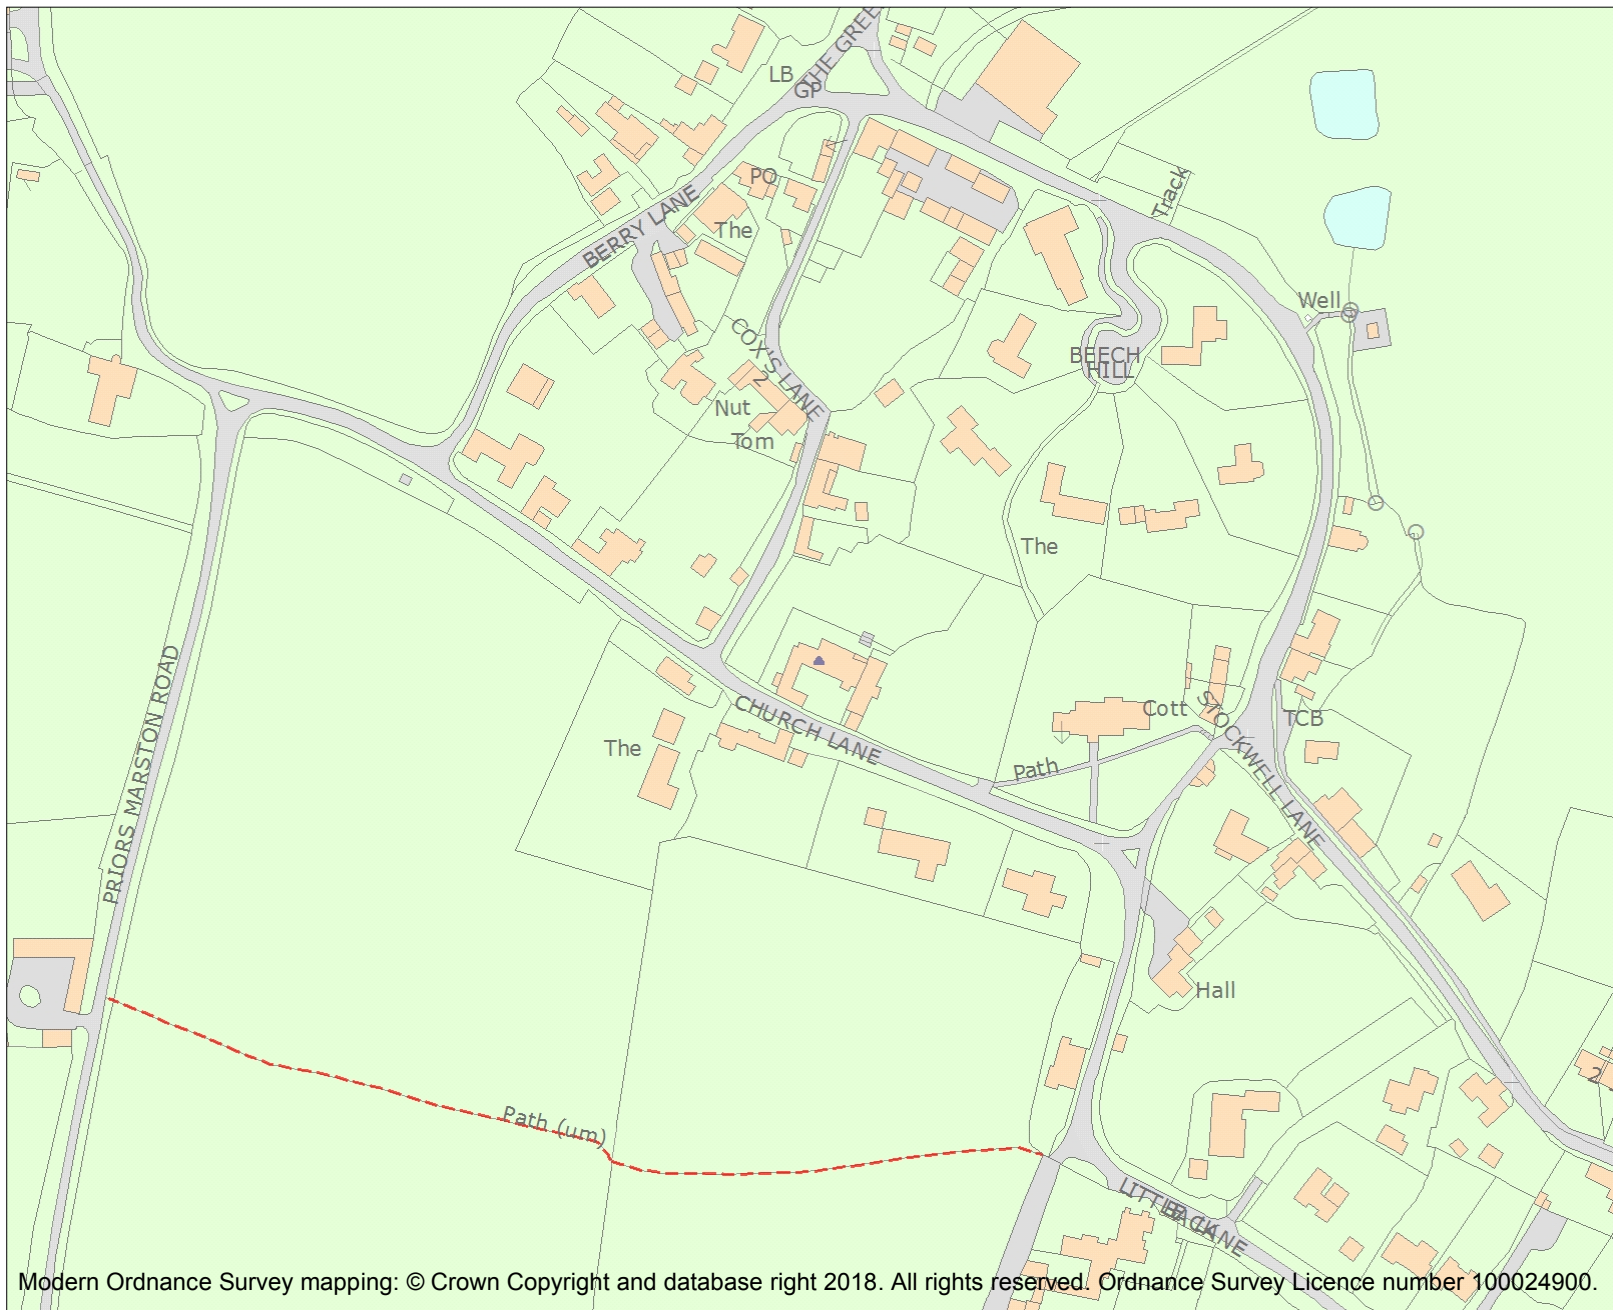 THE GREE
LB
GP
PO
Track
BERRY LANE
The
Well
COX'S LANE
BEECH
HILL
2
Nut
Tom
The
PRIORS MARSTON ROAD
CHURCH LANE
Cott
STOCKWELL LANE
TCB
The
Path
Hall
2
Path (um)
LITTLE
BACK
LANE
Modern Ordnance Survey mapping: © Crown Copyright and database right 2018. All rights reserved. Ordnance Survey Licence number 100024900.